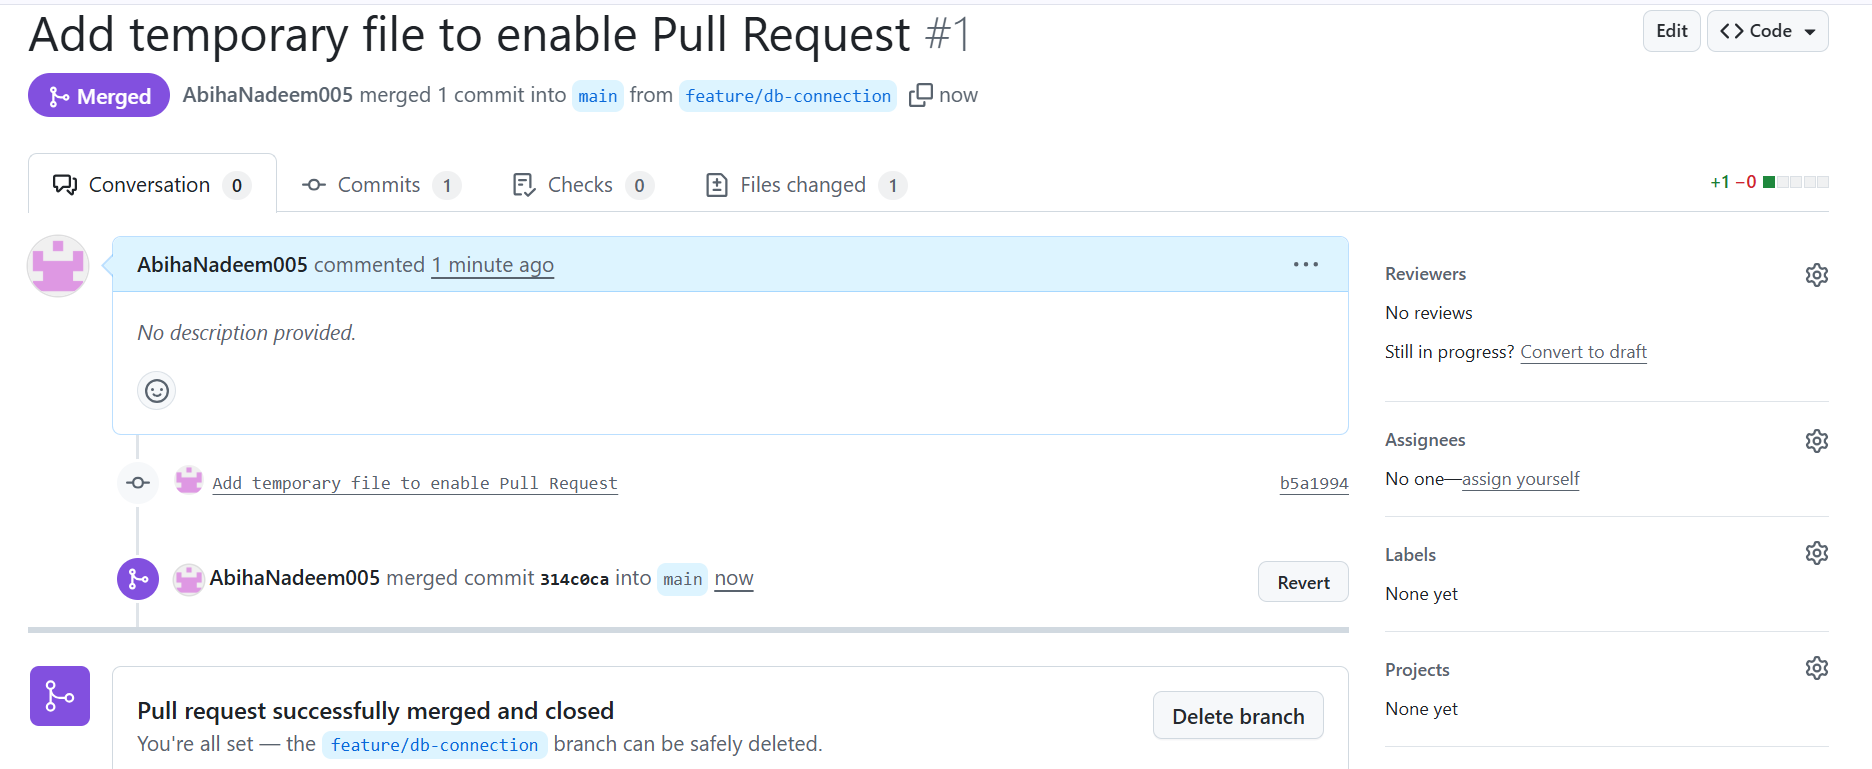 Add temporary file to enable Pull Request #1
Edit
Code
Merged
AbihaNadeem005 merged 1 commit into main from feature/db-connection now
Conversation 0
Commits 1
Checks 0
Files changed 1
+1 −0
AbihaNadeem005 commented 1 minute ago
No description provided.
Add temporary file to enable Pull Request
b5a1994
AbihaNadeem005 merged commit 314c0ca into main now
Revert
Pull request successfully merged and closed
You're all set — the feature/db-connection branch can be safely deleted.
Delete branch
Reviewers
No reviews
Still in progress? Convert to draft
Assignees
No one—assign yourself
Labels
None yet
Projects
None yet